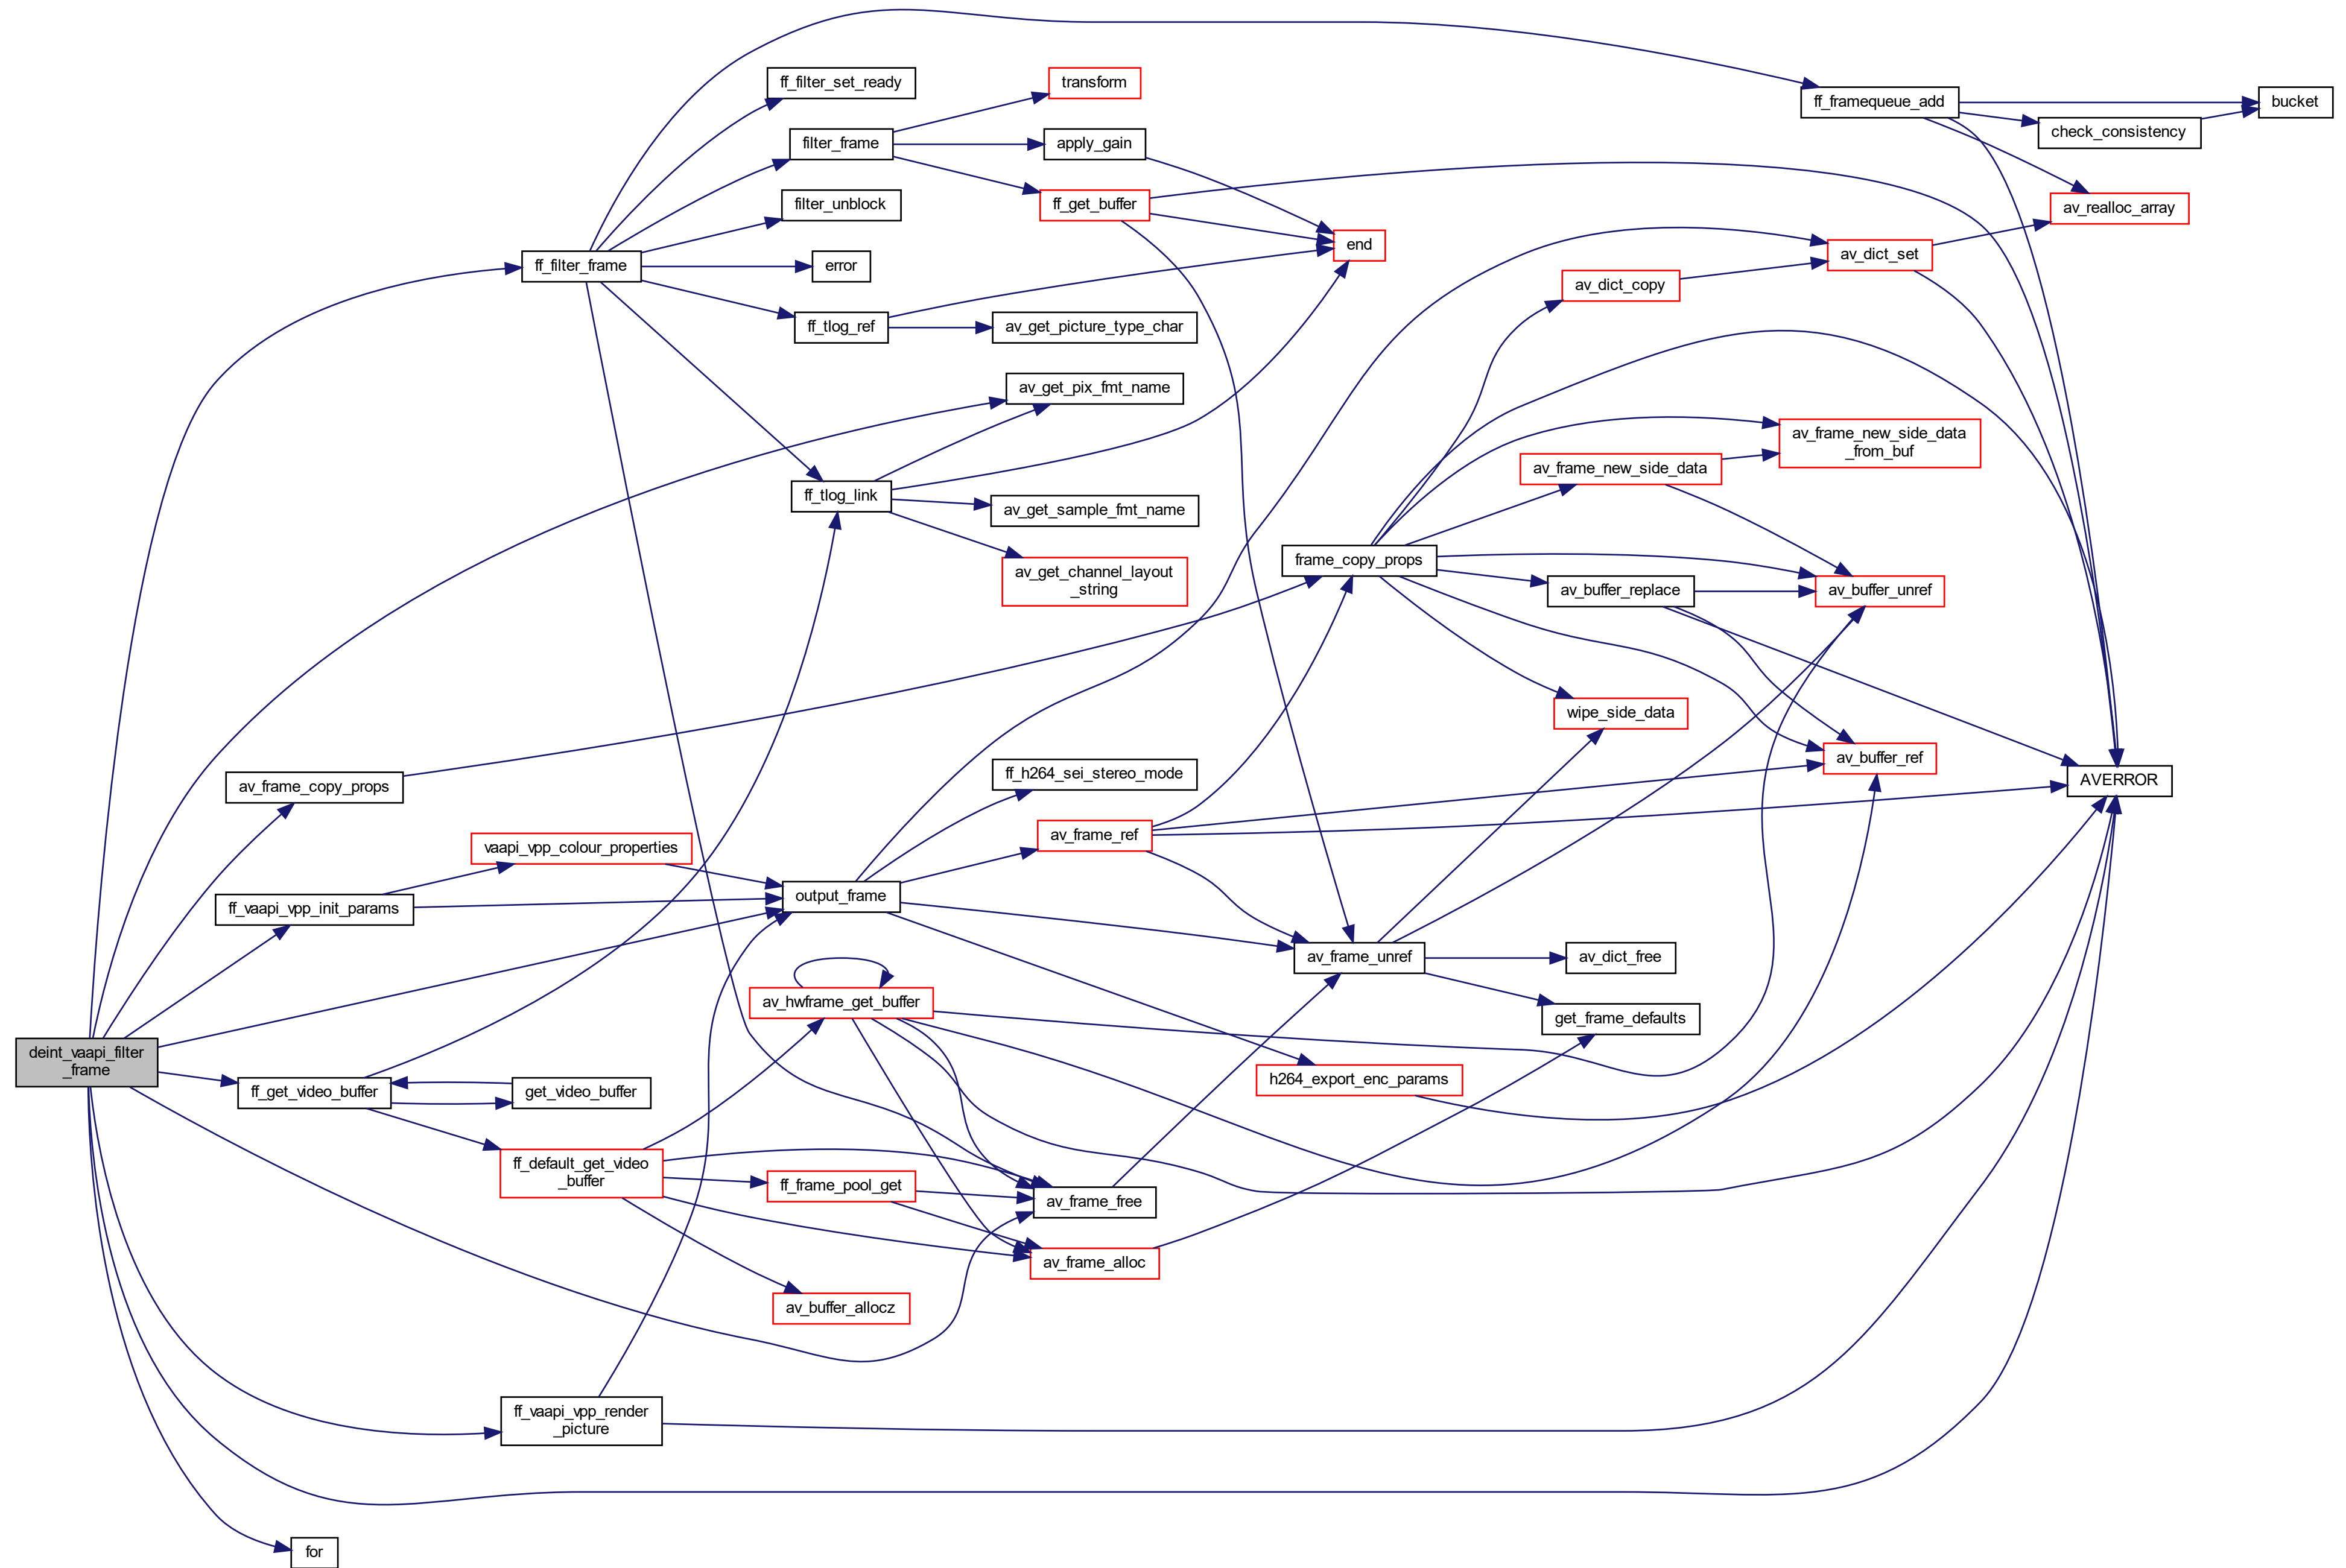 ff_filter_set_ready
transform
ff_framequeue_add
bucket
check_consistency
filter_frame
apply_gain
ff_get_buffer
filter_unblock
av_realloc_array
end
av_dict_set
ff_filter_frame
error
av_dict_copy
ff_tlog_ref
av_get_picture_type_char
av_get_pix_fmt_name
av_frame_new_side_data
_from_buf
av_frame_new_side_data
ff_tlog_link
av_get_sample_fmt_name
av_get_channel_layout
_string
frame_copy_props
av_buffer_replace
av_buffer_unref
wipe_side_data
av_buffer_ref
ff_h264_sei_stereo_mode
AVERROR
av_frame_copy_props
av_frame_ref
vaapi_vpp_colour_properties
output_frame
ff_vaapi_vpp_init_params
av_frame_unref
av_dict_free
av_hwframe_get_buffer
get_frame_defaults
deint_vaapi_filter
_frame
h264_export_enc_params
ff_get_video_buffer
get_video_buffer
ff_default_get_video
_buffer
ff_frame_pool_get
av_frame_free
av_frame_alloc
av_buffer_allocz
ff_vaapi_vpp_render
_picture
for